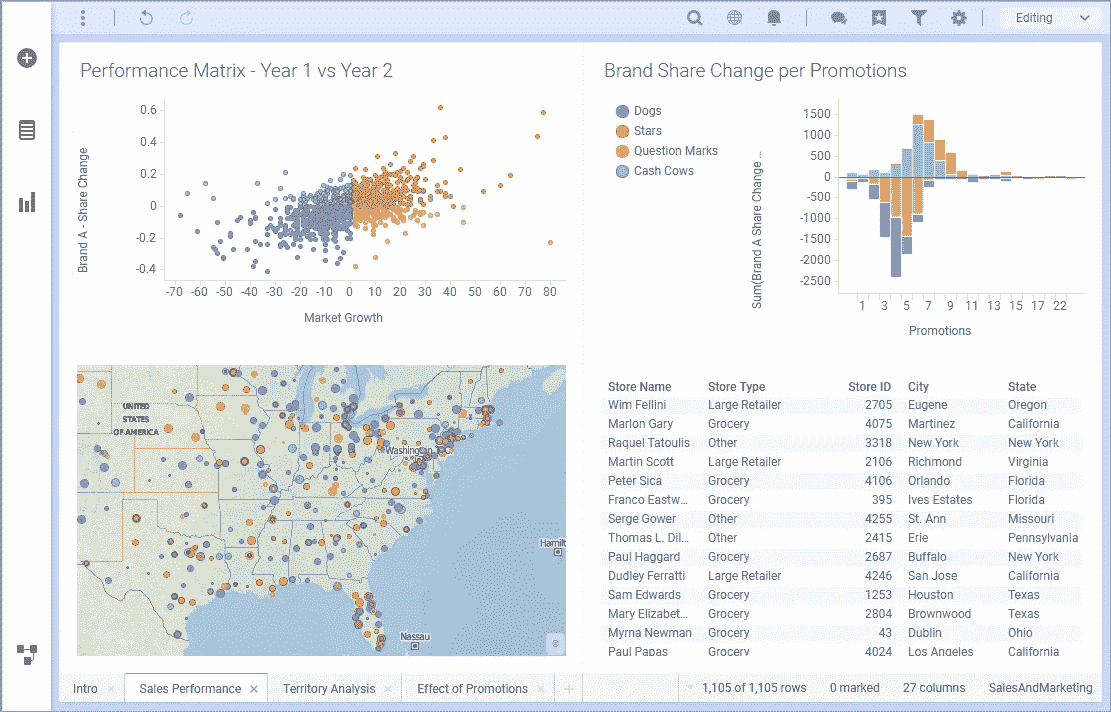 Editing
Performance Matrix - Year 1 vs Year 2
Brand A - Share Change
0.6
0.4
0.2
0
-0.2
-0.4
-70 -60 -50 -40 -30 -20 -10 0 10 20 30 40 50 60 70 80
Market Growth
Brand Share Change per Promotions
Dogs
Stars
Question Marks
Cash Cows
Sum(Brand A Share Change ...
1500
1000
500
0
-500
-1000
-1500
-2000
-2500
1 3 5 7 9 11 13 15 17 22
Promotions
UNITED
STATES
OF AMERICA
Washington
Hamilt
Nassau
Store Name Store Type Store ID City State
Wim Fellini Large Retailer 2705 Eugene Oregon
Marlon Gary Grocery 4075 Martinez California
Raquel Tatoulis Other 3318 New York New York
Martin Scott Large Retailer 2106 Richmond Virginia
Peter Sica Grocery 4106 Orlando Florida
Franco Eastw... Grocery 395 Ives Estates Florida
Serge Gower Other 4255 St. Ann Missouri
Thomas L. Dil... Other 2415 Erie Pennsylvania
Paul Haggard Grocery 2687 Buffalo New York
Dudley Ferratti Large Retailer 4246 San Jose California
Sam Edwards Grocery 1253 Houston Texas
Mary Elizabet... Grocery 2804 Brownwood Texas
Myrna Newman Grocery 43 Dublin Ohio
Paul Papas Grocery 4024 Los Angeles California
Intro × Sales Performance × Territory Analysis × Effect of Promotions × + 1,105 of 1,105 rows 0 marked 27 columns SalesAndMarketing